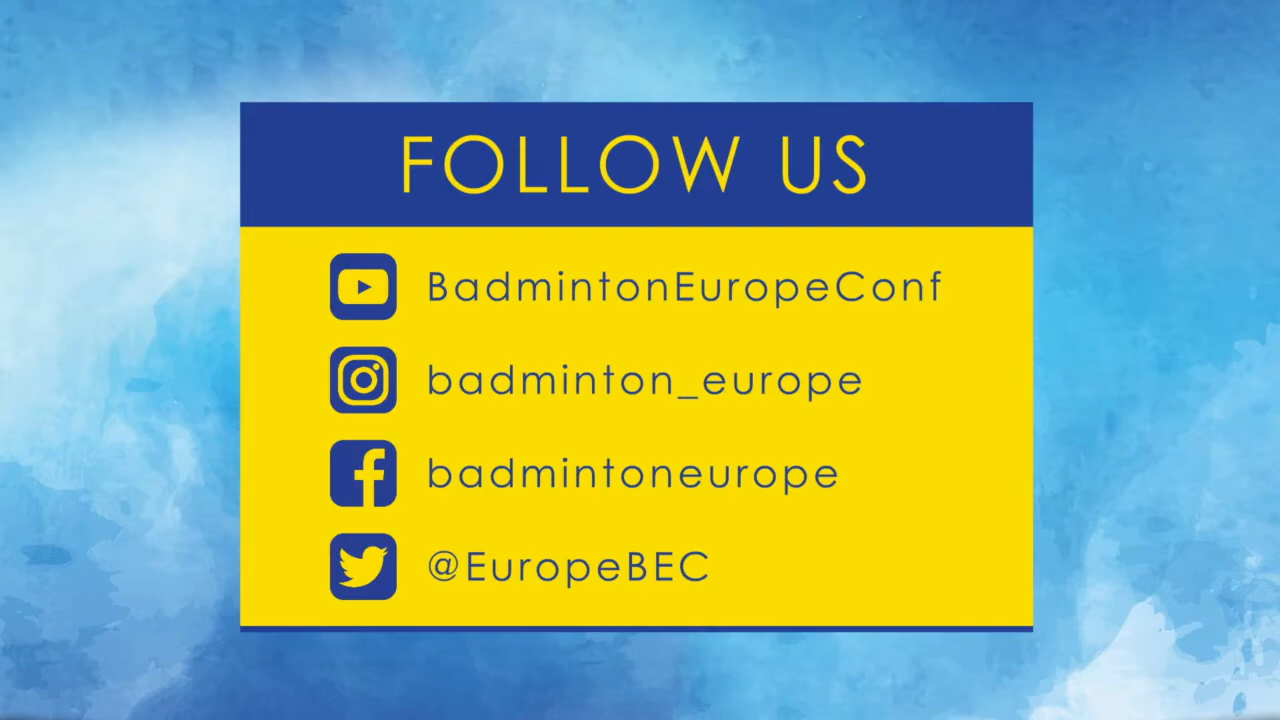 FOLLOW US
BadmintonEuropeConf
badminton_europe
badmintoneurope
@EuropeBEC